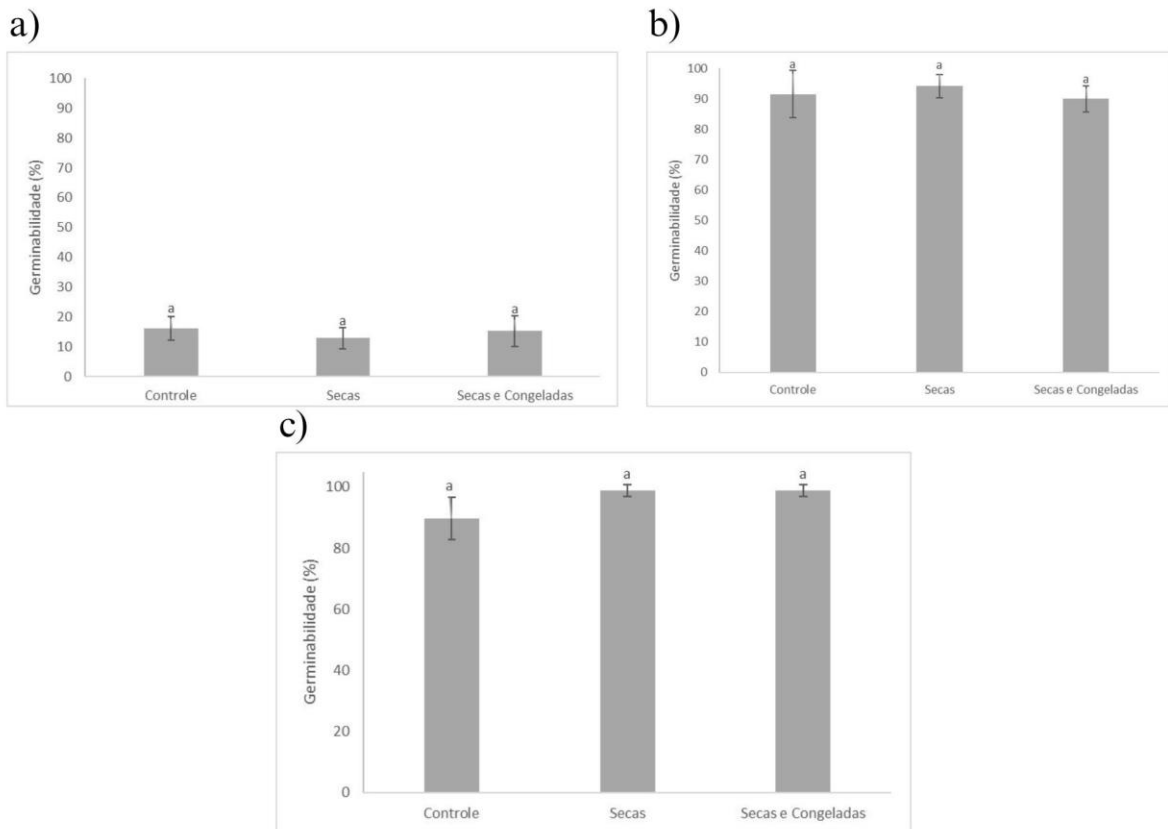 a)
100
90
80
70
60
50
40
30
20
10
0
Germinabilidade (%)
a
a
a
Controle
Secas
Secas e Congeladas
b)
100
90
80
70
60
50
40
30
20
10
0
Germinabilidade (%)
a
a
a
Controle
Secas
Secas e Congeladas
c)
100
80
60
40
20
0
Germinabilidade (%)
a
a
a
Controle
Secas
Secas e Congeladas